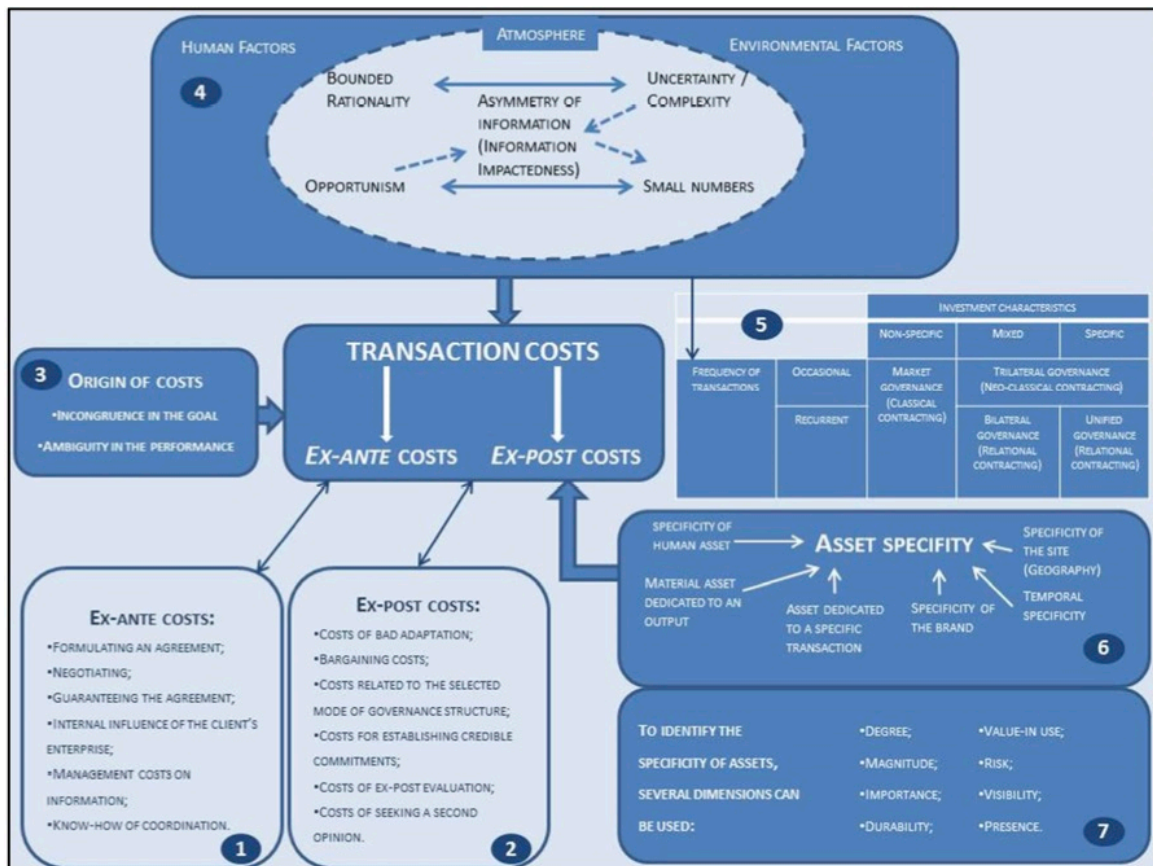 ATMOSPHERE
HUMAN FACTORS
ENVIRONMENTAL FACTORS
4
BOUNDED
RATIONALITY
UNCERTAINTY /
COMPLEXITY
ASYMMETRY OF
INFORMATION
(INFORMATION
IMPACTEDNESS)
OPPORTUNISM
SMALL NUMBERS
5
INVESTMENT CHARACTERISTICS
NON-SPECIFIC
MIXED
SPECIFIC
FREQUENCY OF
TRANSACTIONS
OCCASIONAL
RECURRENT
MARKET
GOVERNANCE
(CLASSICAL
CONTRACTING)
TRILATERAL GOVERNANCE
(NEO-CLASSICAL CONTRACTING)
BILATERAL
GOVERNANCE
(RELATIONAL
CONTRACTING)
UNIFIED
GOVERNANCE
(RELATIONAL
CONTRACTING)
3
ORIGIN OF COSTS
•INCONGRUENCE IN THE GOAL
•AMBIGUITY IN THE PERFORMANCE
TRANSACTION COSTS
EX-ANTE COSTS
EX-POST COSTS
EX-ANTE COSTS:
•FORMULATING AN AGREEMENT;
•NEGOTIATING;
•GUARANTEEING THE AGREEMENT;
•INTERNAL INFLUENCE OF THE CLIENT'S
ENTERPRISE;
•MANAGEMENT COSTS ON
INFORMATION;
•KNOW-HOW OF COORDINATION.
1
EX-POST COSTS:
•COSTS OF BAD ADAPTATION;
•BARGAINING COSTS;
•COSTS RELATED TO THE SELECTED
MODE OF GOVERNANCE STRUCTURE;
•COSTS FOR ESTABLISHING CREDIBLE
COMMITMENTS;
•COSTS OF EX-POST EVALUATION;
•COSTS OF SEEKING A SECOND
OPINION.
2
SPECIFICITY OF
HUMAN ASSET
ASSET SPECIFITY
SPECIFICITY OF
THE SITE
(GEOGRAPHY)
MATERIAL ASSET
DEDICATED TO AN
OUTPUT
ASSET DEDICATED
TO A SPECIFIC
TRANSACTION
SPECIFICITY OF
THE BRAND
TEMPORAL
SPECIFICITY
6
TO IDENTIFY THE
SPECIFICITY OF ASSETS,
SEVERAL DIMENSIONS CAN
BE USED:
•DEGREE;
•MAGNITUDE;
•IMPORTANCE;
•DURABILITY;
•VALUE-IN USE;
•RISK;
•VISIBILITY;
•PRESENCE.
7